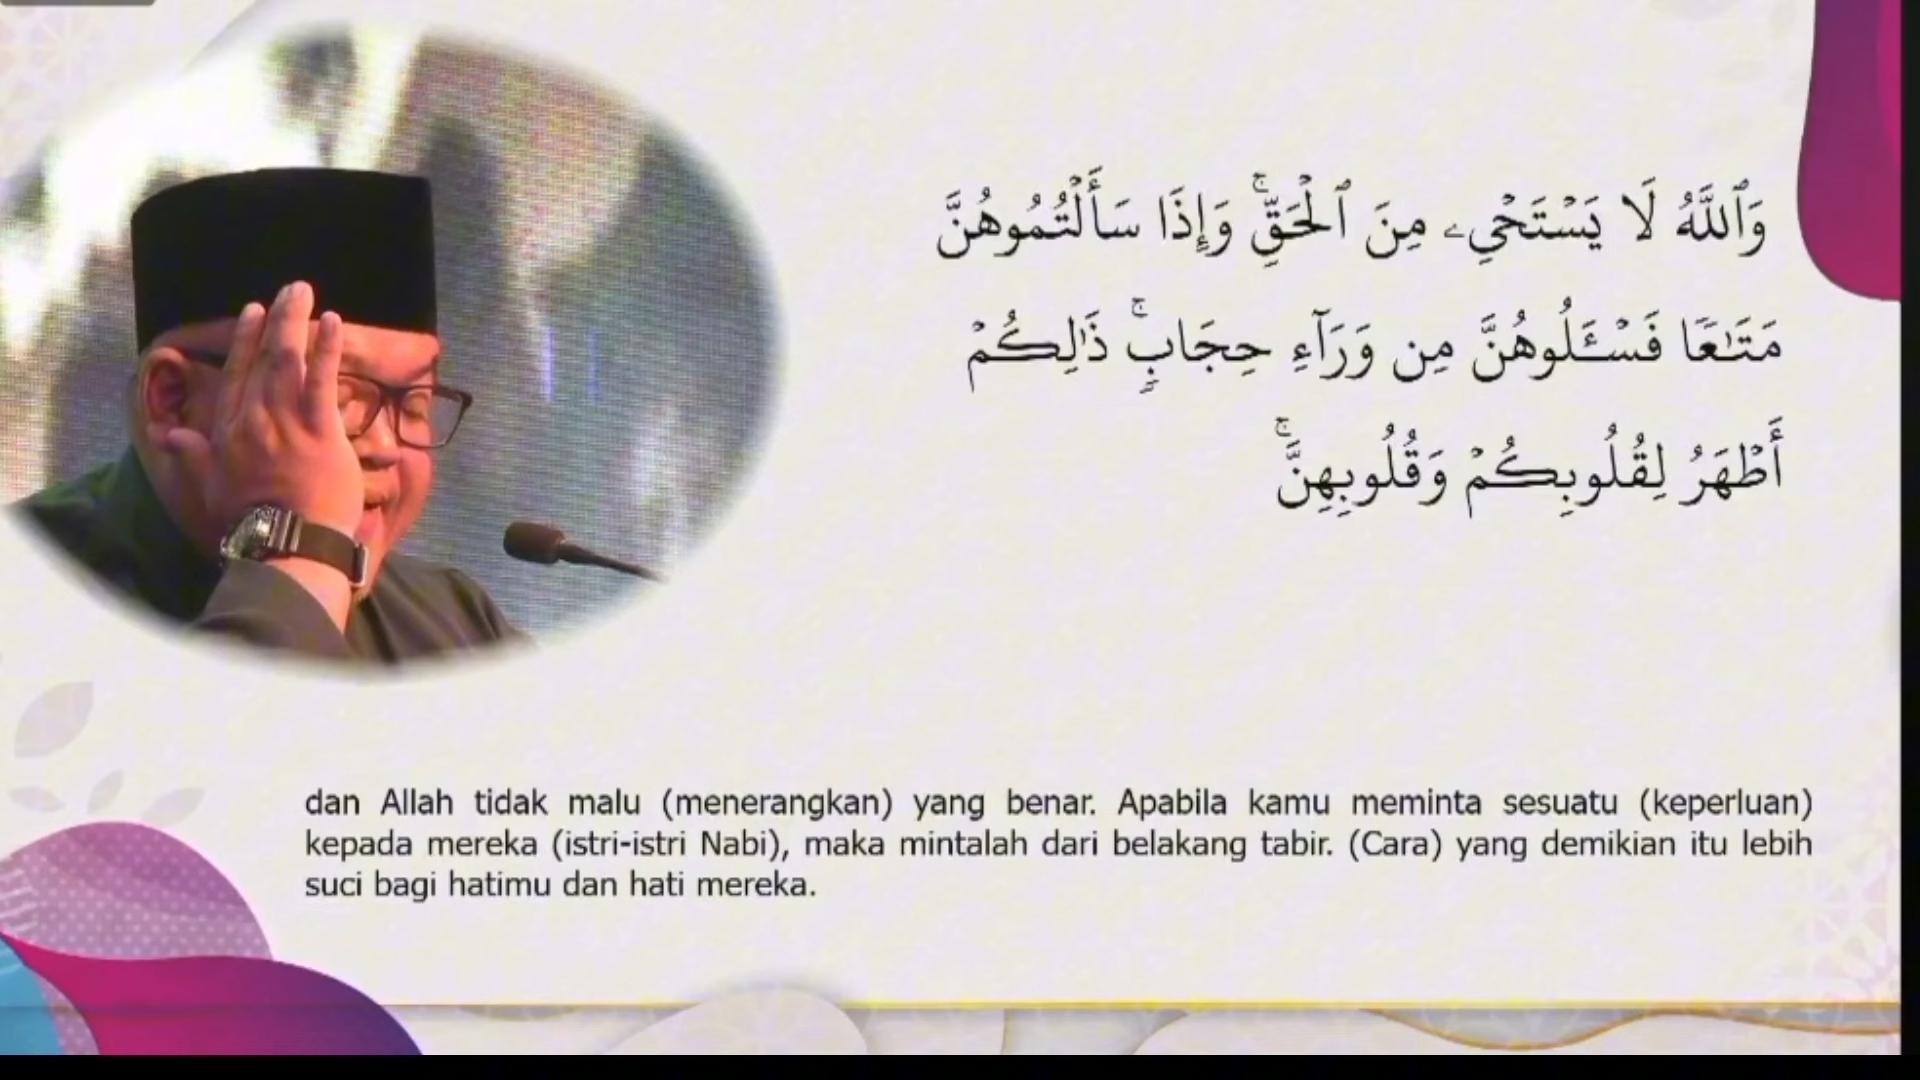 وَٱللَّهُ لَا يَسْتَحْيِۦ مِنَ ٱلْحَقِّ ۚ وَإِذَا سَأَلْتُمُوهُنَّ
مَتَـٰعًا فَسْـَٔلُوهُنَّ مِن وَرَآءِ حِجَابٍ ۚ ذَٰلِكُمْ
أَطْهَرُ لِقُلُوبِكُمْ وَقُلُوبِهِنَّ ۚ
dan Allah tidak malu (menerangkan) yang benar. Apabila kamu meminta sesuatu (keperluan)
kepada mereka (istri-istri Nabi), maka mintalah dari belakang tabir. (Cara) yang demikian itu lebih
suci bagi hatimu dan hati mereka.